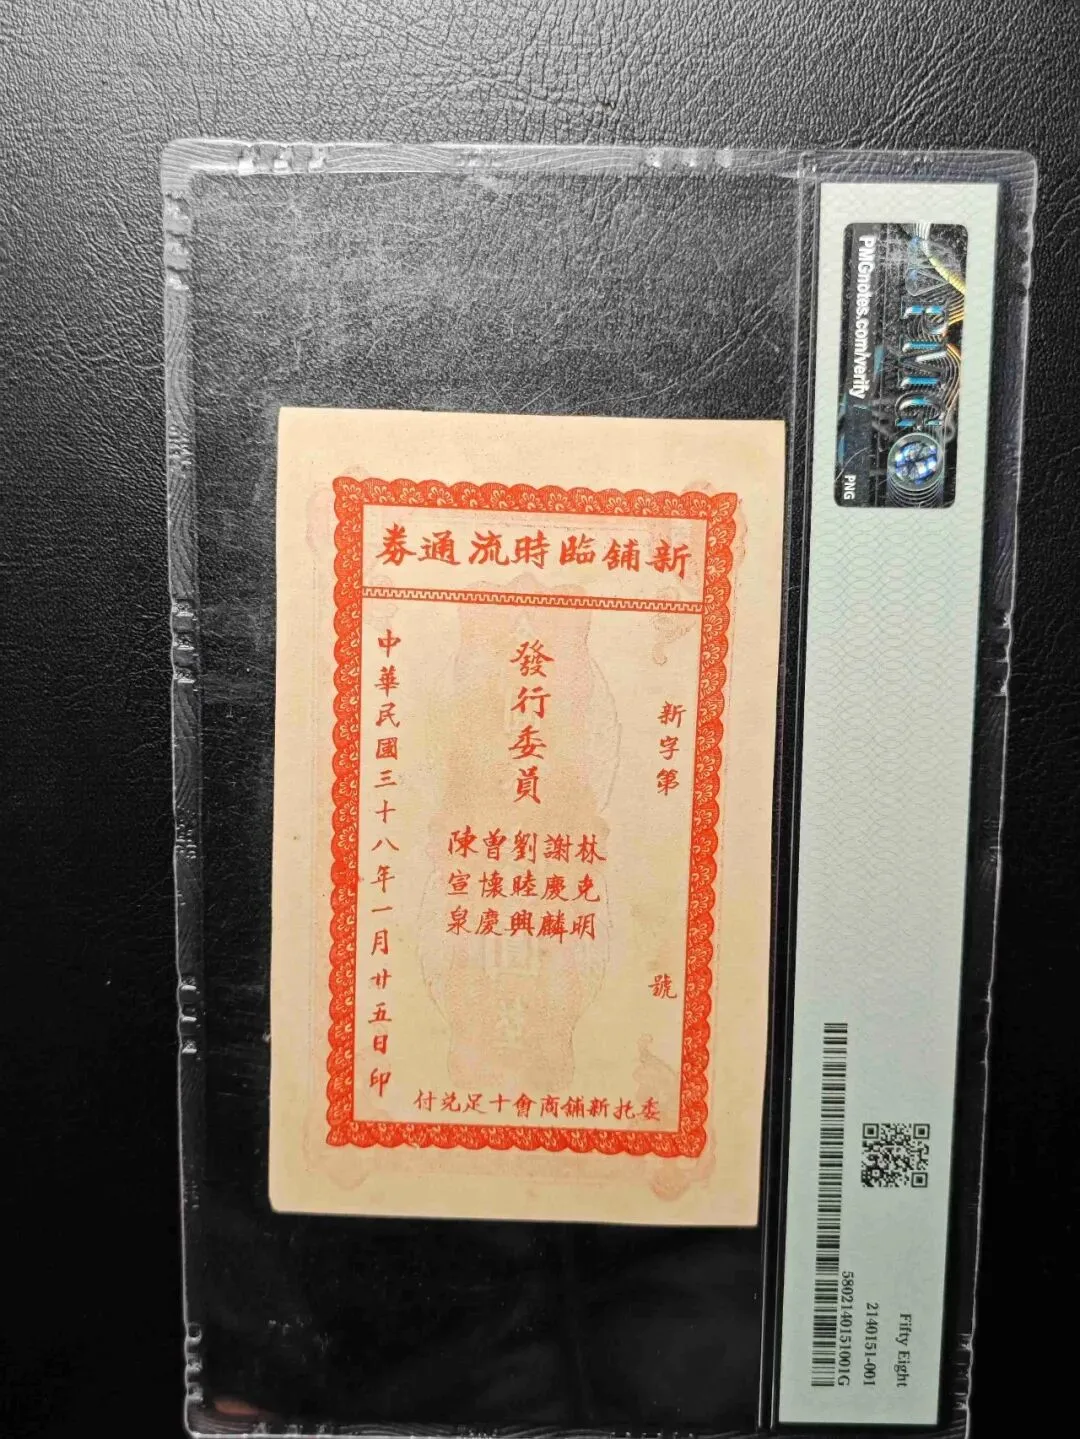 新鋪臨時流通券
新字第 號
發行委員
林克明
謝慶麟
劉睦興
曾懷慶
陳宣泉
中華民國三十八年一月廿五日印
委托新鋪商會十足兌付
PMG
PMGnotes.com/verify
PNG
Fifty Eight
2140151-001
5802140151001G